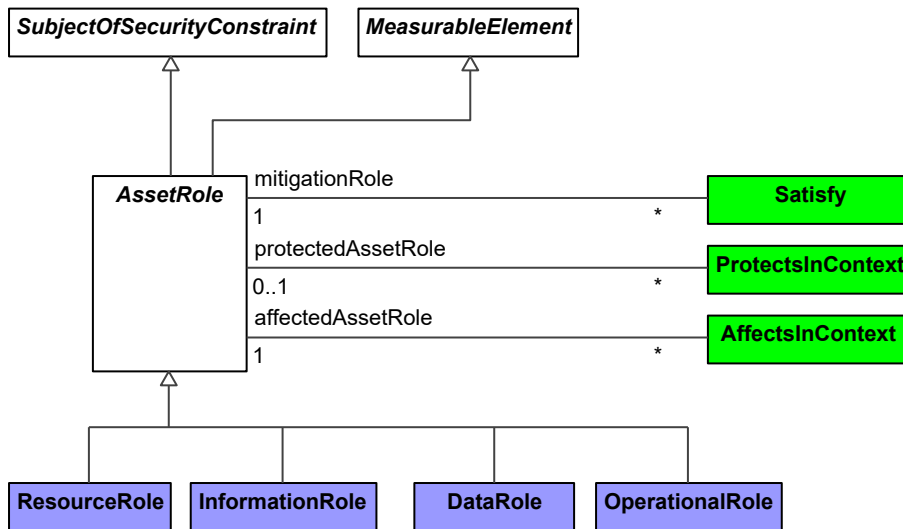 SubjectOfSecurityConstraint
MeasurableElement
AssetRole
mitigationRole
1
*
Satisfy
protectedAssetRole
0..1
*
ProtectsInContext
affectedAssetRole
1
*
AffectsInContext
ResourceRole
InformationRole
DataRole
OperationalRole